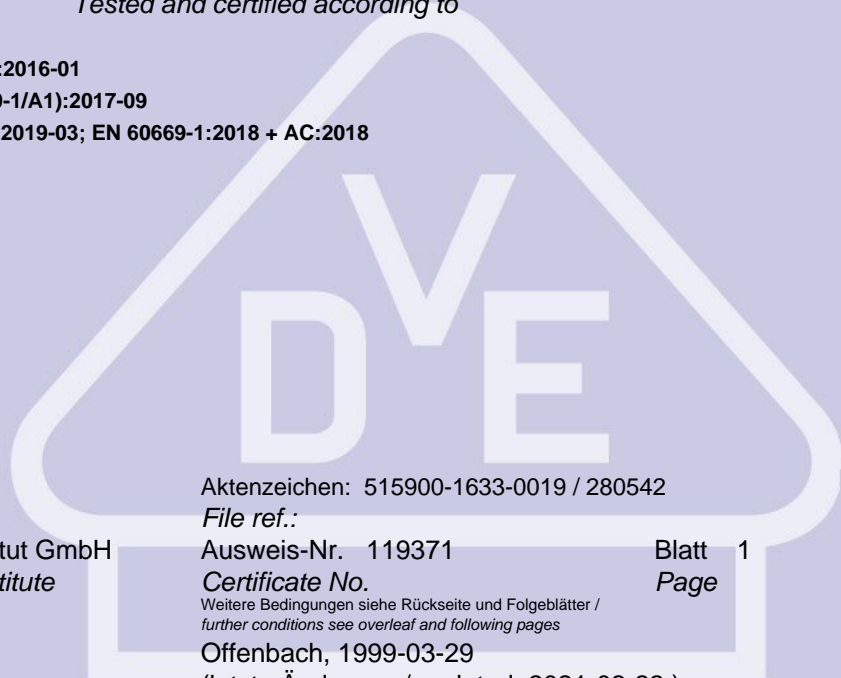 Tested and certified according to
:2016-01
-1/A1):2017-09
2019-03; EN 60669-1:2018 + AC:2018
DVE
Aktenzeichen: 515900-1633-0019 / 280542
File ref.:
tut GmbH Ausweis-Nr. 119371 Blatt 1
titute Certificate No. Page
Weitere Bedingungen siehe Rückseite und Folgeblätter /
further conditions see overleaf and following pages
Offenbach, 1999-03-29